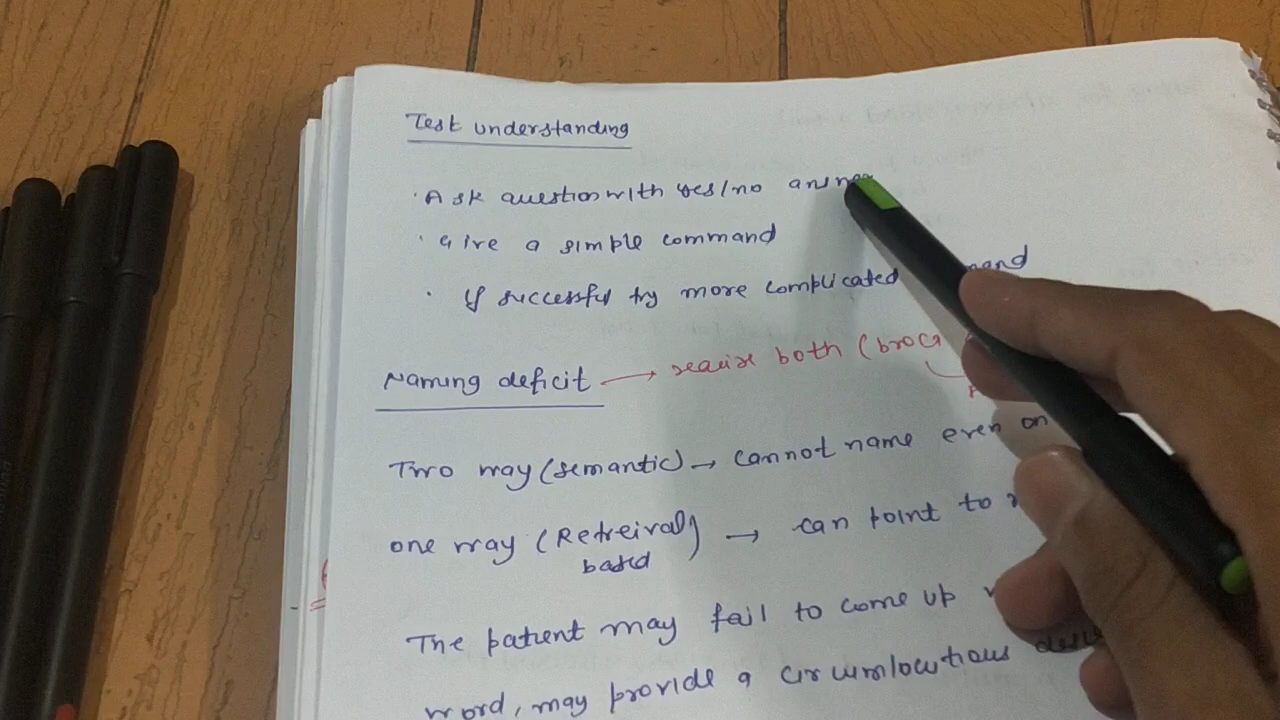 Test understanding
· Ask question with yes/no
· Give a simple command
· If successful try more complicated
Naming deficit → both (broca
Two way (semantic) → cannot name even on
one way (Retreival) → can point to
based
The patient may fail to come up
word, may provide a circumlocutious